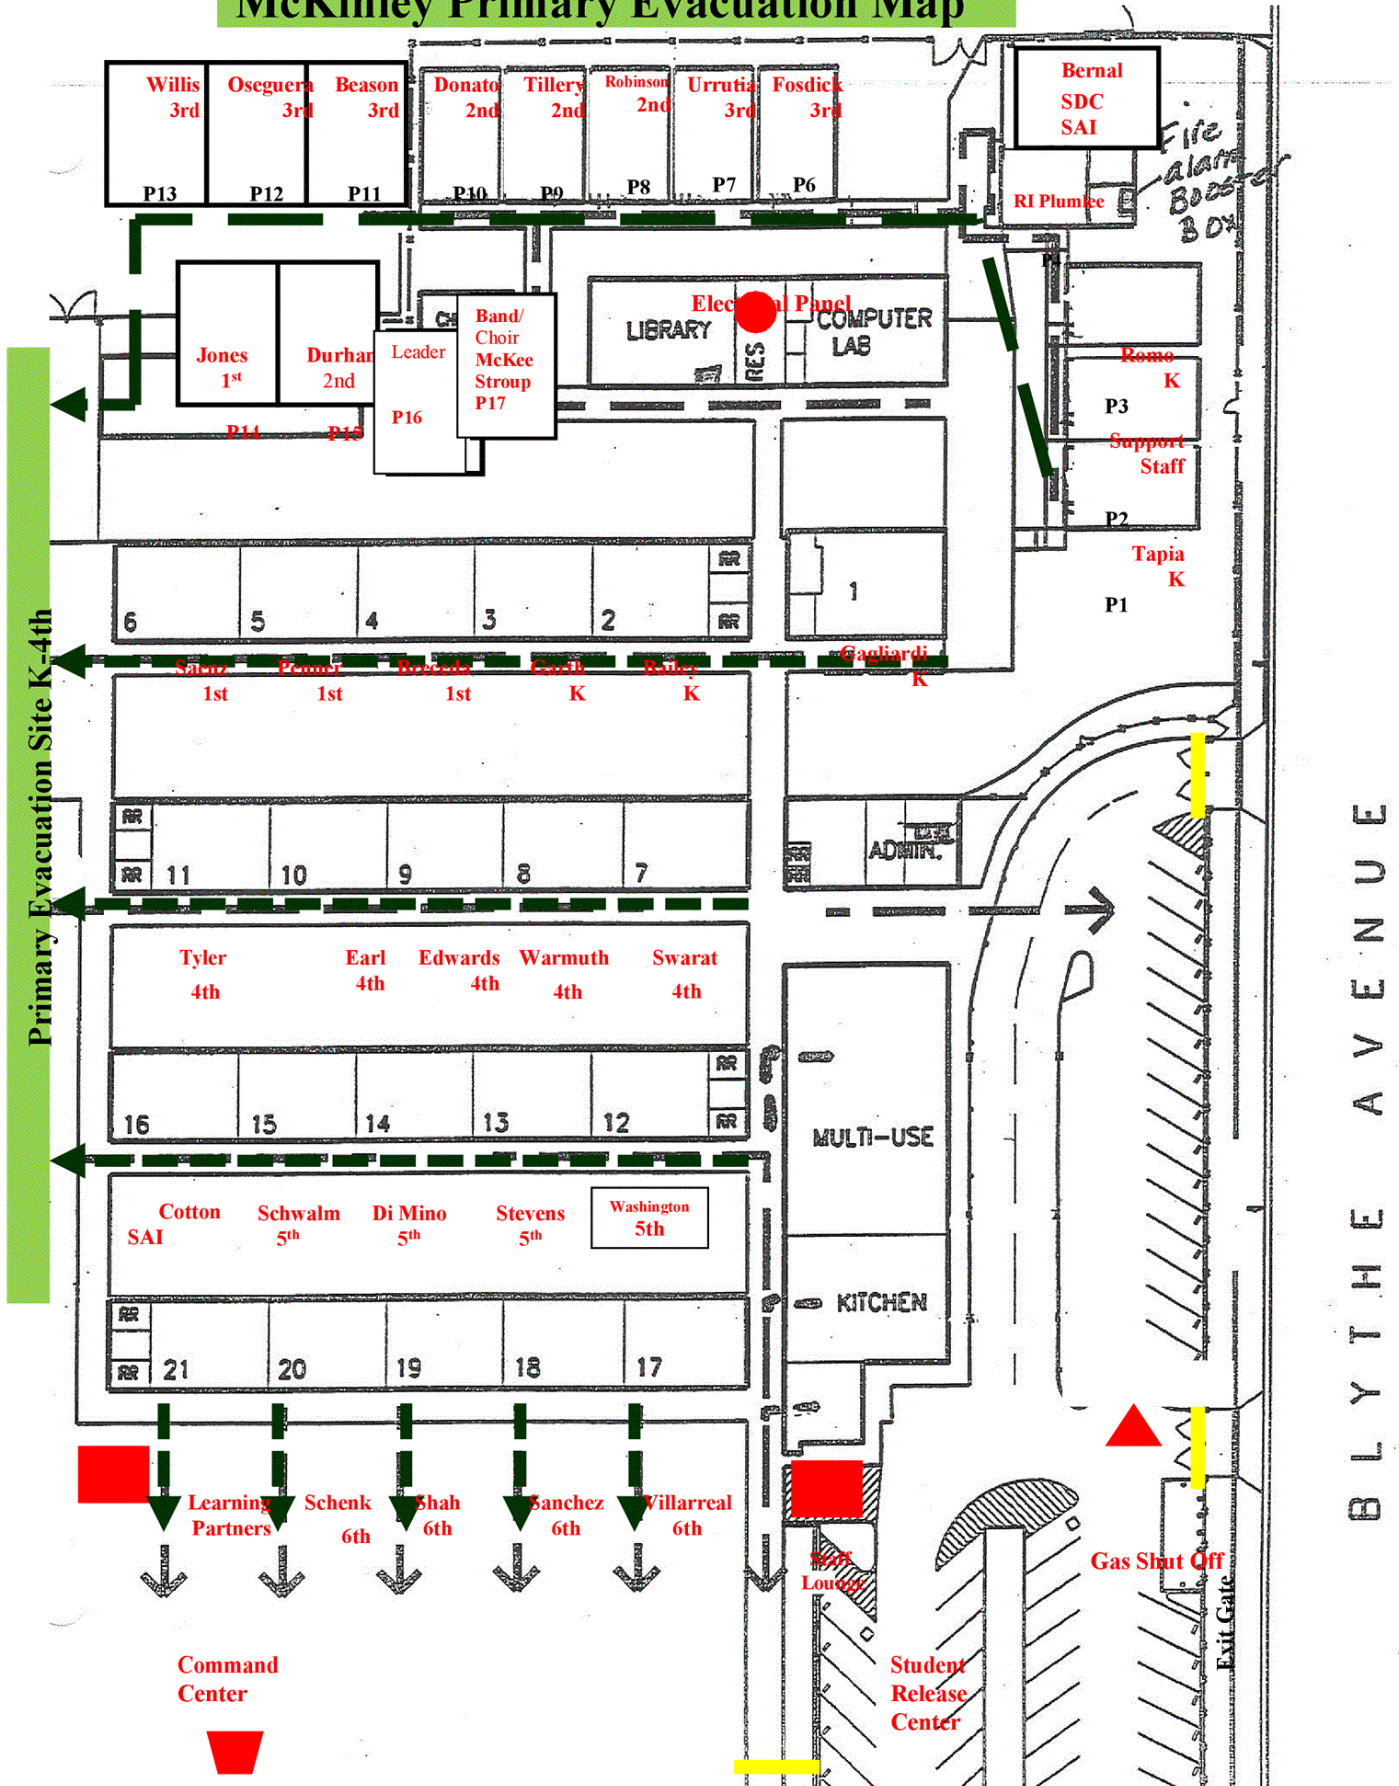 McKinley Primary Evacuation Map
Willis
3rd
P13
Oseguera
3rd
P12
Beason
3rd
P11
Donato
2nd
P10
Tillery
2nd
P9
Robinson
2nd
P8
Urrutia
3rd
P7
Fosdick
3rd
P6
Bernal
SDC
SAI
RI Plumlee
Fire
alarm
Booster
Box
P4
Jones
1st
P14
Durhan
2nd
P15
Leader
P16
Band/
Choir
McKee
Stroup
P17
LIBRARY
RES
COMPUTER
LAB
Romo
K
P3
Support
Staff
P2
Tapia
K
P1
6
5
4
3
2
RR
RR
1
Saenz
1st
Penner
1st
Breceda
1st
Garth
K
Bailey
K
Gagliardi
K
Primary Evacuation Site K-4th
RR
RR
11
10
9
8
7
RR
RR
ADMIN.
Tyler
4th
Earl
4th
Edwards
4th
Warmuth
4th
Swarat
4th
16
15
14
13
12
RR
RR
MULTI-USE
Cotton
SAI
Schwalm
5th
Di Mino
5th
Stevens
5th
Washington
5th
KITCHEN
RR
RR
21
20
19
18
17
Learning
Partners
Schenk
6th
Shah
6th
Sanchez
6th
Villarreal
6th
Staff
Lounge
Gas Shut Off
Exit Gate
Command
Center
Student
Release
Center
BLYTHE AVENUE